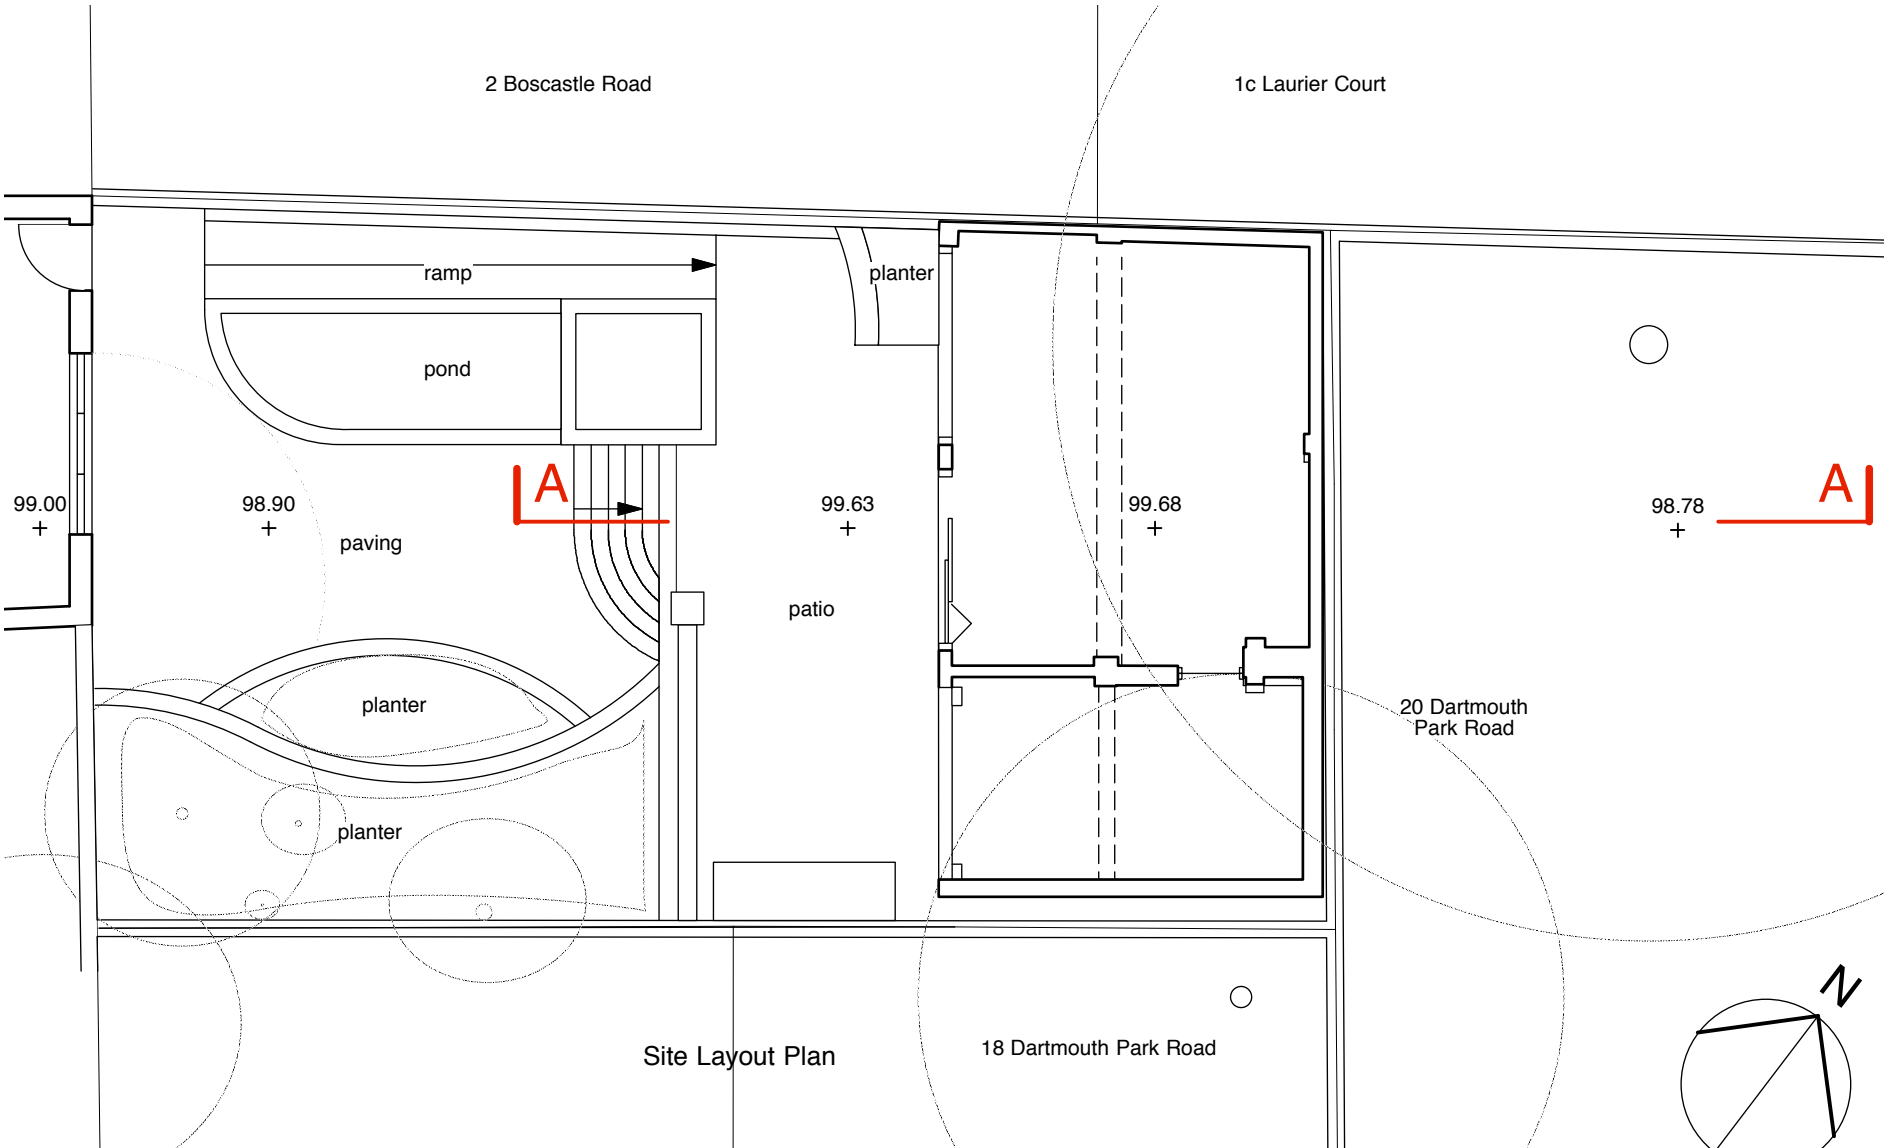 2 Boscastle Road
1c Laurier Court
ramp
planter
pond
A
A
99.00
98.90
99.63
99.68
98.78
paving
patio
planter
20 Dartmouth
Park Road
planter
N
Site Layout Plan
18 Dartmouth Park Road